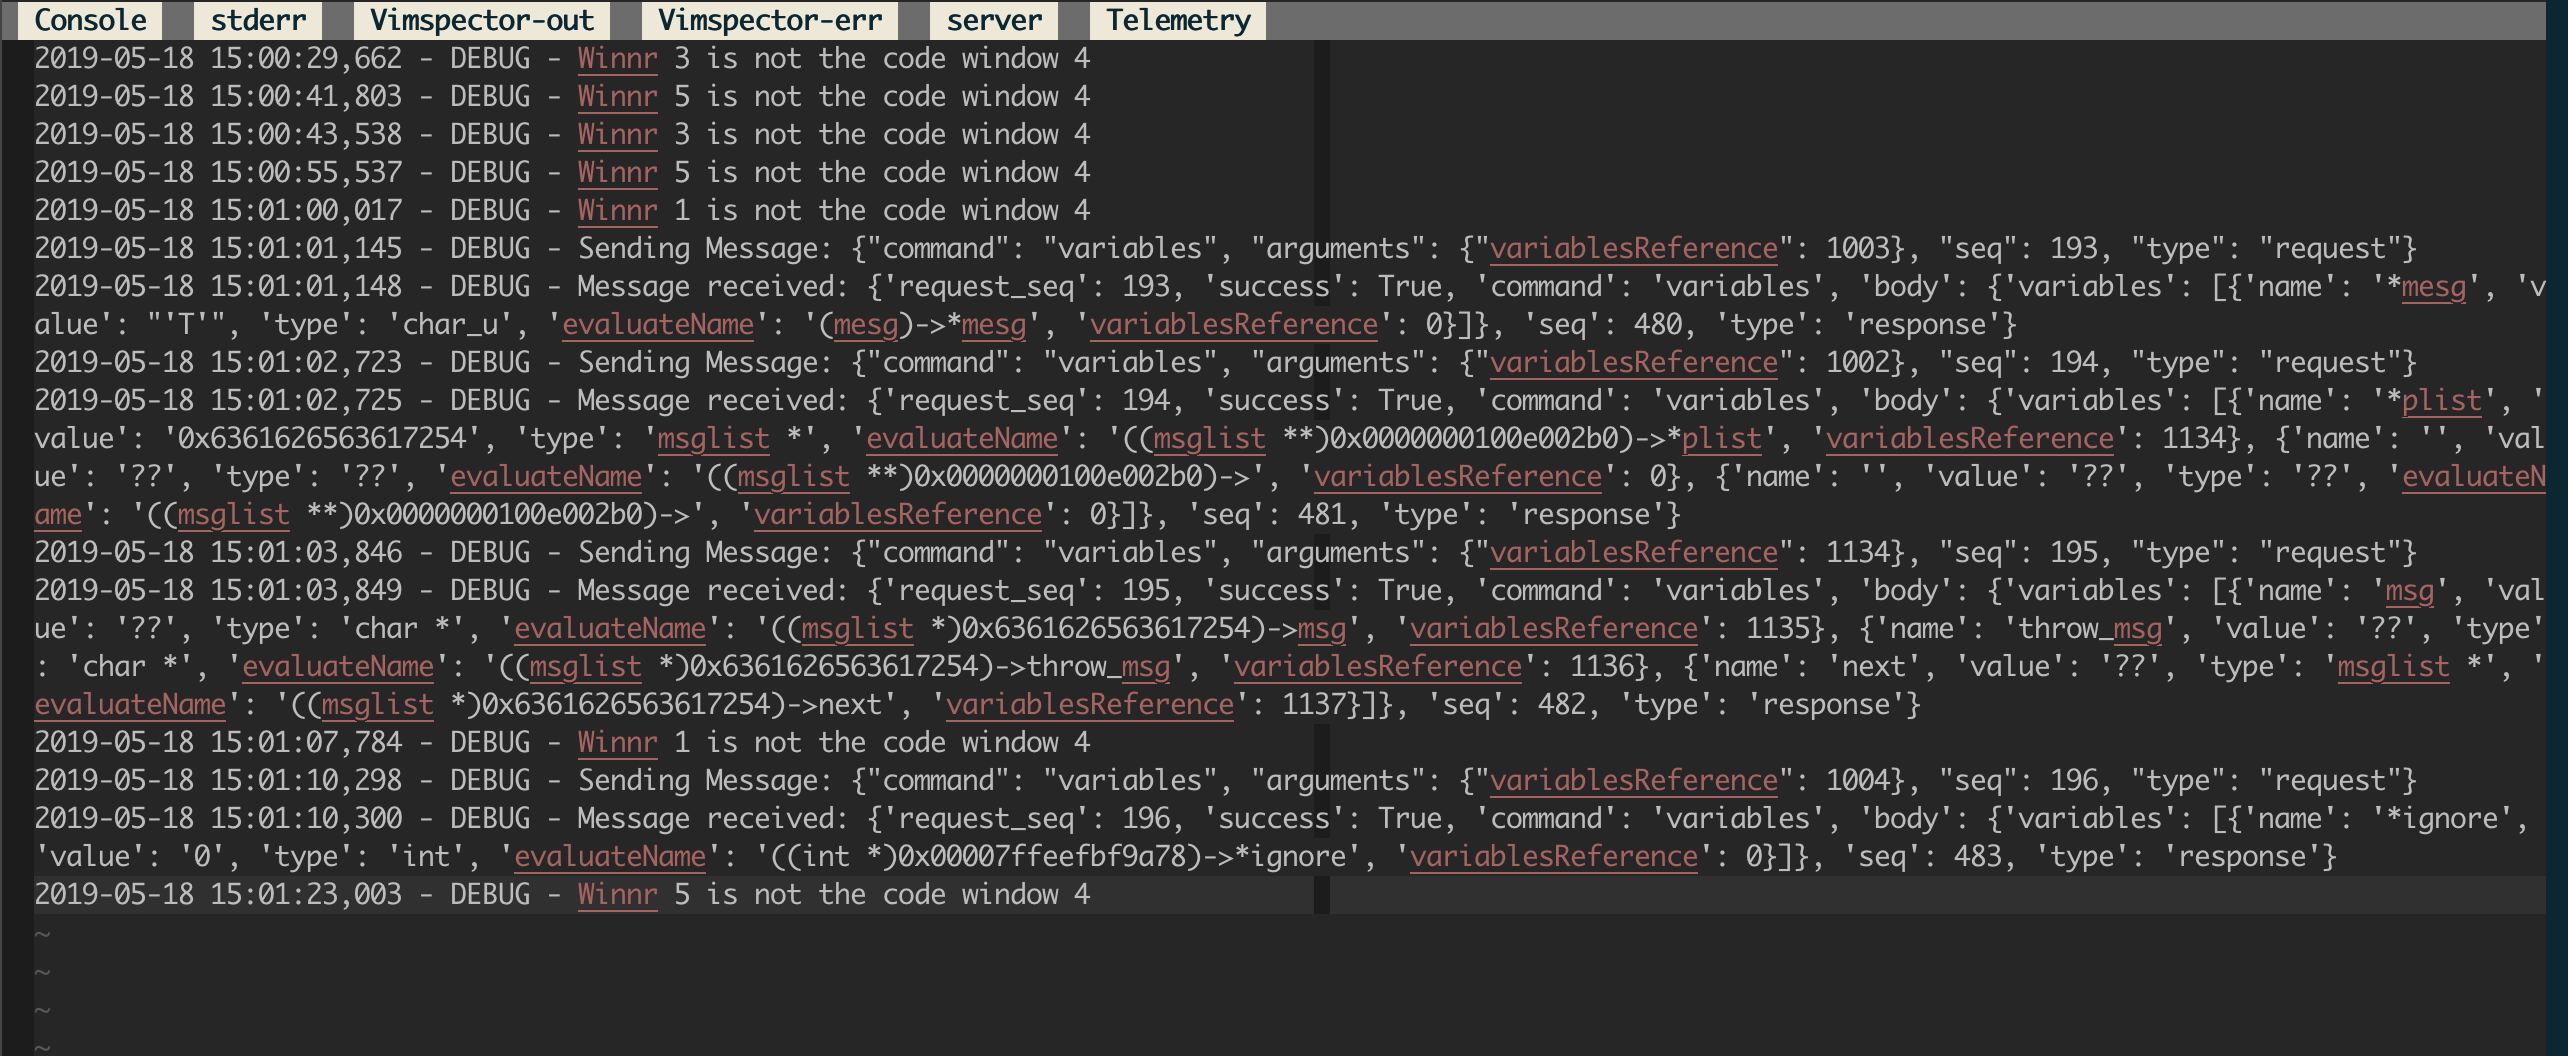 Console stderr Vimspector-out Vimspector-err server Telemetry
2019-05-18 15:00:29,662 - DEBUG - Winnr 3 is not the code window 4
2019-05-18 15:00:41,803 - DEBUG - Winnr 5 is not the code window 4
2019-05-18 15:00:43,538 - DEBUG - Winnr 3 is not the code window 4
2019-05-18 15:00:55,537 - DEBUG - Winnr 5 is not the code window 4
2019-05-18 15:01:00,017 - DEBUG - Winnr 1 is not the code window 4
2019-05-18 15:01:01,145 - DEBUG - Sending Message: {"command": "variables", "arguments": {"variablesReference": 1003}, "seq": 193, "type": "request"}
2019-05-18 15:01:01,148 - DEBUG - Message received: {'request_seq': 193, 'success': True, 'command': 'variables', 'body': {'variables': [{'name': '*mesg', 'v
alue': "'T'", 'type': 'char_u', 'evaluateName': '(mesg)->*mesg', 'variablesReference': 0}]}, 'seq': 480, 'type': 'response'}
2019-05-18 15:01:02,723 - DEBUG - Sending Message: {"command": "variables", "arguments": {"variablesReference": 1002}, "seq": 194, "type": "request"}
2019-05-18 15:01:02,725 - DEBUG - Message received: {'request_seq': 194, 'success': True, 'command': 'variables', 'body': {'variables': [{'name': '*plist', '
value': '0x6361626563617254', 'type': 'msglist *', 'evaluateName': '((msglist **)0x0000000100e002b0)->*plist', 'variablesReference': 1134}, {'name': '', 'val
ue': '??', 'type': '??', 'evaluateName': '((msglist **)0x0000000100e002b0)->', 'variablesReference': 0}, {'name': '', 'value': '??', 'type': '??', 'evaluateN
ame': '((msglist **)0x0000000100e002b0)->', 'variablesReference': 0}]}, 'seq': 481, 'type': 'response'}
2019-05-18 15:01:03,846 - DEBUG - Sending Message: {"command": "variables", "arguments": {"variablesReference": 1134}, "seq": 195, "type": "request"}
2019-05-18 15:01:03,849 - DEBUG - Message received: {'request_seq': 195, 'success': True, 'command': 'variables', 'body': {'variables': [{'name': 'msg', 'val
ue': '??', 'type': 'char *', 'evaluateName': '((msglist *)0x6361626563617254)->msg', 'variablesReference': 1135}, {'name': 'throw_msg', 'value': '??', 'type'
: 'char *', 'evaluateName': '((msglist *)0x6361626563617254)->throw_msg', 'variablesReference': 1136}, {'name': 'next', 'value': '??', 'type': 'msglist *', '
evaluateName': '((msglist *)0x6361626563617254)->next', 'variablesReference': 1137}]}, 'seq': 482, 'type': 'response'}
2019-05-18 15:01:07,784 - DEBUG - Winnr 1 is not the code window 4
2019-05-18 15:01:10,298 - DEBUG - Sending Message: {"command": "variables", "arguments": {"variablesReference": 1004}, "seq": 196, "type": "request"}
2019-05-18 15:01:10,300 - DEBUG - Message received: {'request_seq': 196, 'success': True, 'command': 'variables', 'body': {'variables': [{'name': '*ignore',
'value': '0', 'type': 'int', 'evaluateName': '((int *)0x00007ffeefbf9a78)->*ignore', 'variablesReference': 0}]}, 'seq': 483, 'type': 'response'}
2019-05-18 15:01:23,003 - DEBUG - Winnr 5 is not the code window 4
~
~
~
~